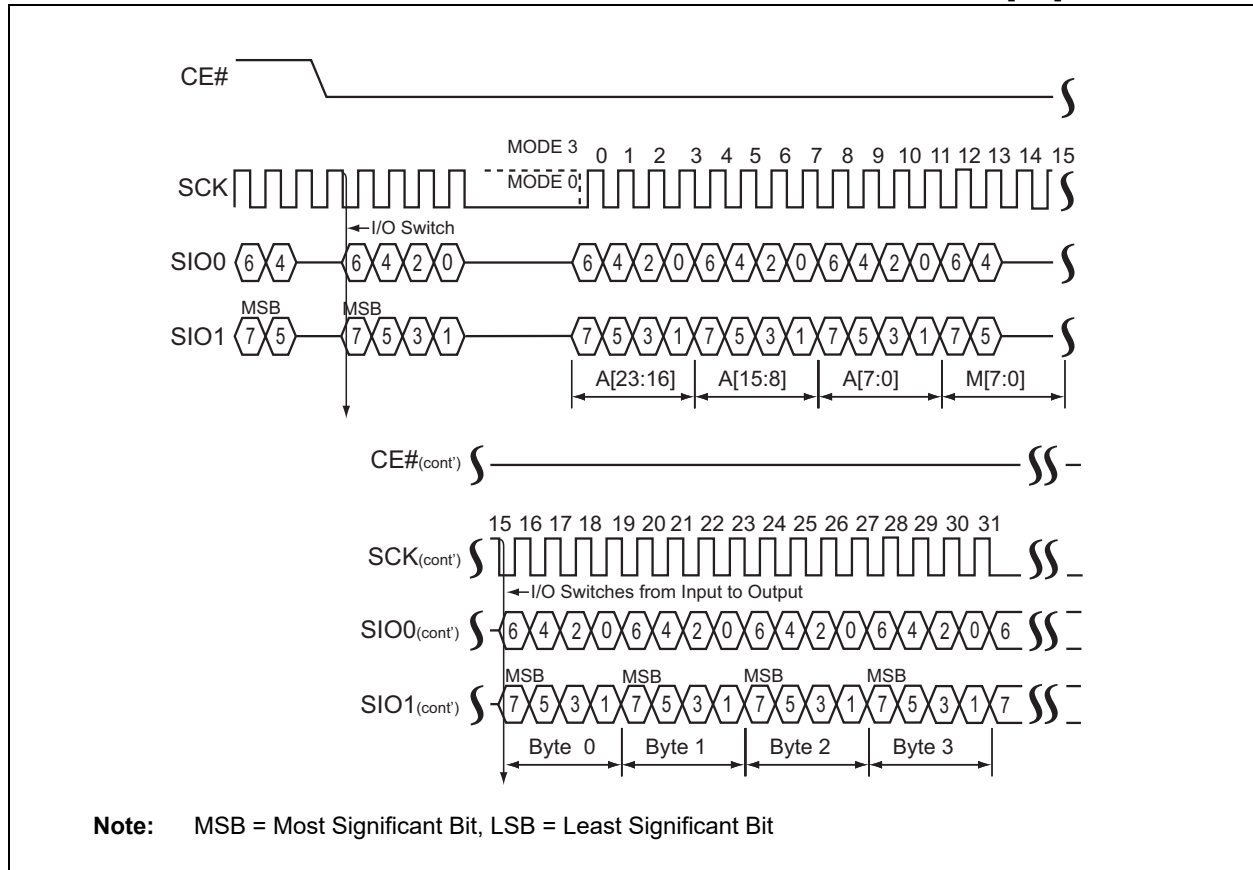 CE#
MODE 3
0 1 2 3 4 5 6 7 8 9 10 11 12 13 14 15
SCK
MODE 0
I/O Switch
SIO0 6 4 6 4 2 0 6 4 2 0 6 4 2 0 6 4 2 0 6 4
MSB MSB
SIO1 7 5 7 5 3 1 7 5 3 1 7 5 3 1 7 5 3 1 7 5
A[23:16] A[15:8] A[7:0] M[7:0]
CE#(cont')
15 16 17 18 19 20 21 22 23 24 25 26 27 28 29 30 31
SCK(cont')
I/O Switches from Input to Output
SIO0(cont') 6 4 2 0 6 4 2 0 6 4 2 0 6 4 2 0 6
MSB MSB MSB MSB
SIO1(cont') 7 5 3 1 7 5 3 1 7 5 3 1 7 5 3 1 7
Byte 0 Byte 1 Byte 2 Byte 3
Note: MSB = Most Significant Bit, LSB = Least Significant Bit